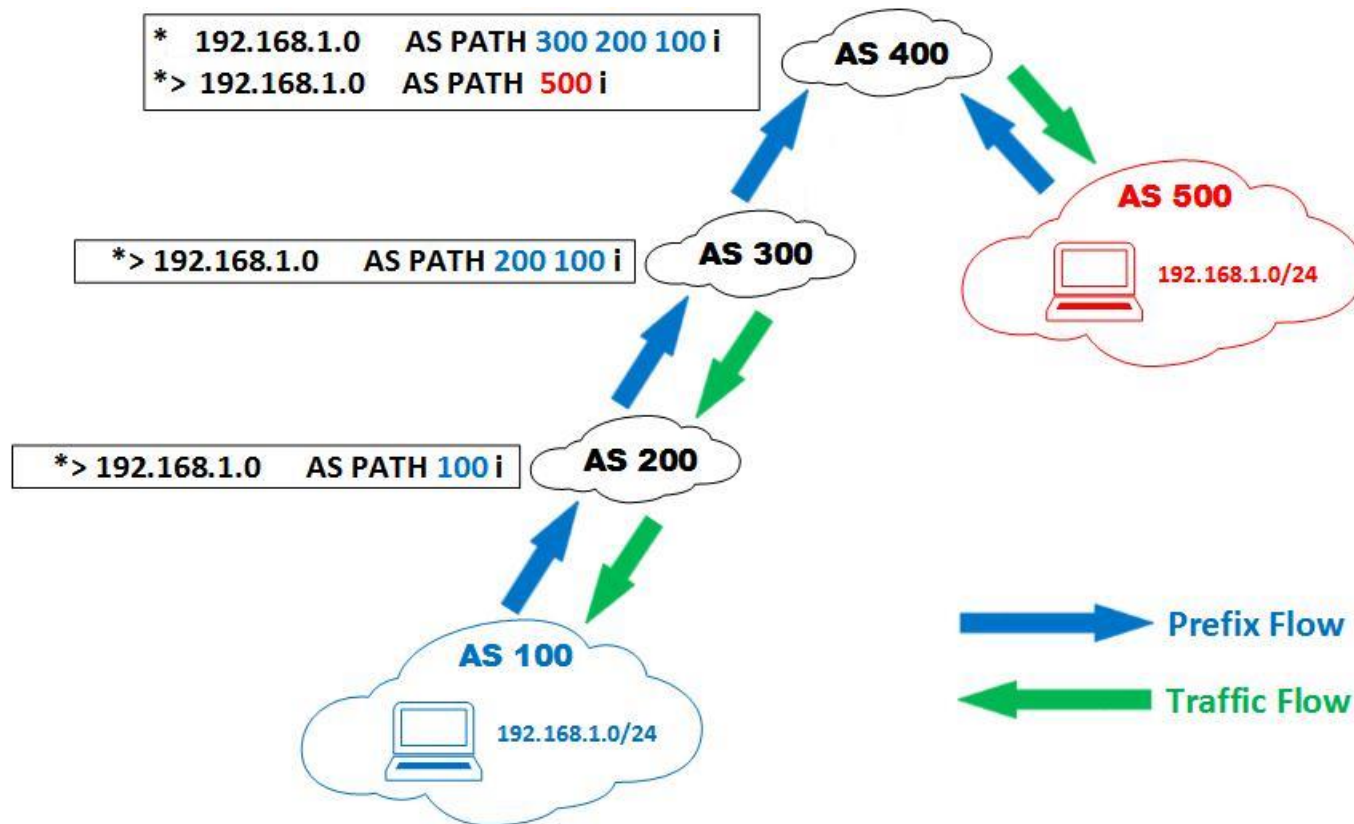 * 192.168.1.0 AS PATH 300 200 100 i
*> 192.168.1.0 AS PATH 500 i
AS 400
AS 500
192.168.1.0/24
*> 192.168.1.0 AS PATH 200 100 i
AS 300
*> 192.168.1.0 AS PATH 100 i
AS 200
AS 100
192.168.1.0/24
Prefix Flow
Traffic Flow